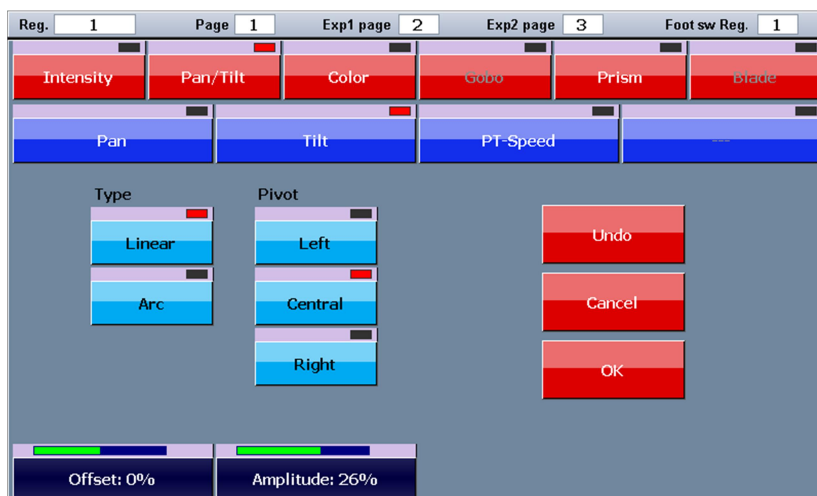 Reg. 1 Page 1 Exp1 page 2 Exp2 page 3 Foot sw Reg. 1
Intensity Pan/Tilt Color Gobo Prism Blade
Pan Tilt PT-Speed ---
Type Pivot
Linear Left Undo
Arc Central Cancel
Right OK
Offset: 0% Amplitude: 26%